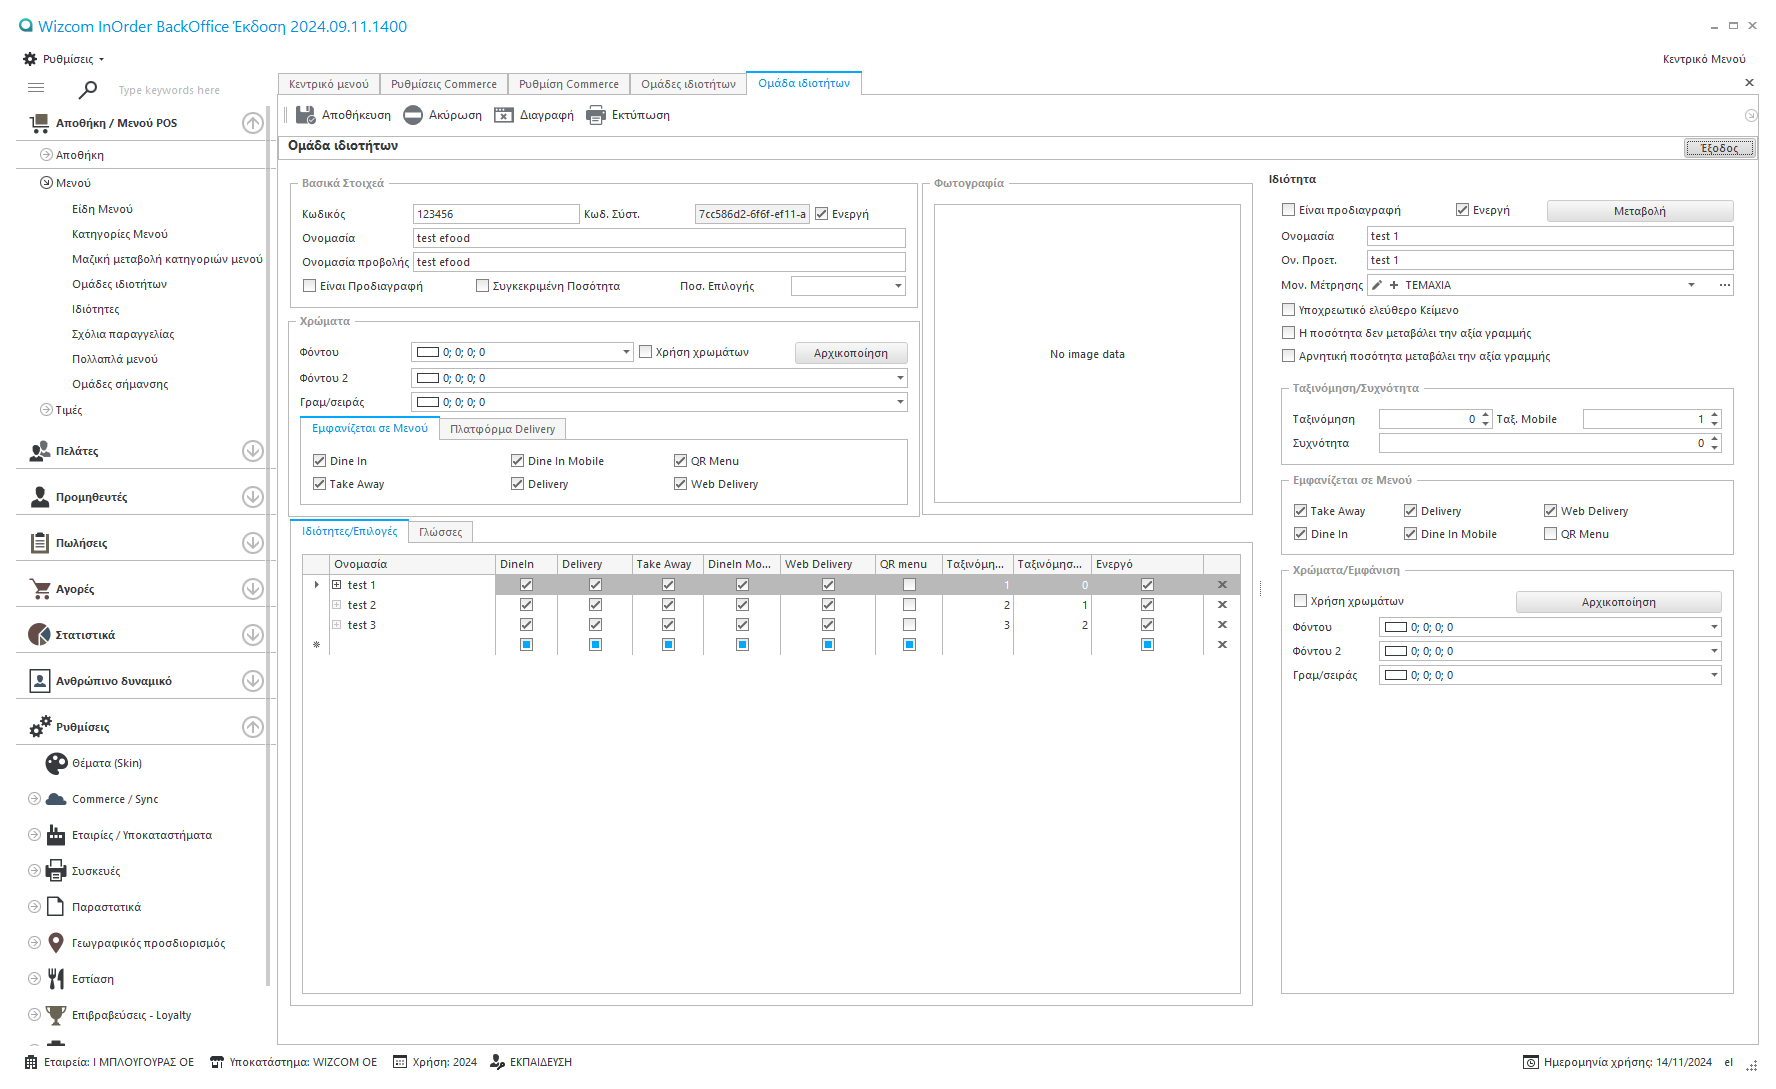 Wizcom InOrder BackOffice Έκδοση 2024.09.11.1400
Ρυθμίσεις
Κεντρικό Μενού
Type keywords here
Αποθήκη / Μενού POS
Αποθήκη
Μενού
Είδη Μενού
Κατηγορίες Μενού
Μαζική μεταβολή κατηγοριών μενού
Ομάδες ιδιοτήτων
Ιδιότητες
Σχόλια παραγγελίας
Πολλαπλά μενού
Ομάδες σήμανσης
Τιμές
Πελάτες
Προμηθευτές
Πωλήσεις
Αγορές
Στατιστικά
Ανθρώπινο δυναμικό
Ρυθμίσεις
Θέματα (Skin)
Commerce / Sync
Εταιρίες / Υποκαταστήματα
Συσκευές
Παραστατικά
Γεωγραφικός προσδιορισμός
Εστίαση
Επιβραβεύσεις - Loyalty
Κεντρικό μενού Ρυθμίσεις Commerce Ρυθμίση Commerce Ομάδες ιδιοτήτων Ομάδα ιδιοτήτων
Αποθήκευση Ακύρωση Διαγραφή Εκτύπωση
Ομάδα ιδιοτήτων
Έξοδος
Βασικά Στοιχεά
Κωδικός 123456 Κωδ. Σύστ. 7cc586d2-6f6f-ef11-a Ενεργή
Ονομασία test efood
Ονομασία προβολής test efood
Είναι Προδιαγραφή Συγκεκριμένη Ποσότητα Ποσ. Επιλογής
Χρώματα
Φόντου 0; 0; 0; 0 Χρήση χρωμάτων Αρχικοποίηση
Φόντου 2 0; 0; 0; 0
Γραμ/σειράς 0; 0; 0; 0
Εμφανίζεται σε Μενού Πλατφόρμα Delivery
Dine In Dine In Mobile QR Menu
Take Away Delivery Web Delivery
Φωτογραφία
No image data
Ιδιότητες/Επιλογές Γλώσσες
Ονομασία DineIn Delivery Take Away DineIn Mo... Web Delivery QR menu Ταξινόμη... Ταξινόμησ... Ενεργό
test 1 1 0
test 2 2 1
test 3 3 2
Ιδιότητα
Είναι προδιαγραφή Ενεργή Μεταβολή
Ονομασία test 1
Ον. Προετ. test 1
Μον. Μέτρησης ΤΕΜΑΧΙΑ
Υποχρεωτικό ελεύθερο Κείμενο
Η ποσότητα δεν μεταβάλει την αξία γραμμής
Αρνητική ποσότητα μεταβάλει την αξία γραμμής
Ταξινόμηση/Συχνότητα
Ταξινόμηση 0 Ταξ. Mobile 1
Συχνότητα 0
Εμφανίζεται σε Μενού
Take Away Delivery Web Delivery
Dine In Dine In Mobile QR Menu
Χρώματα/Εμφάνιση
Χρήση χρωμάτων Αρχικοποίηση
Φόντου 0; 0; 0; 0
Φόντου 2 0; 0; 0; 0
Γραμ/σειράς 0; 0; 0; 0
Εταιρεία: Ι ΜΠΛΟΥΓΟΥΡΑΣ ΟΕ Υποκατάστημα: WIZCOM OE Χρήση: 2024 ΕΚΠΑΙΔΕΥΣΗ Ημερομηνία χρήσης: 14/11/2024 el